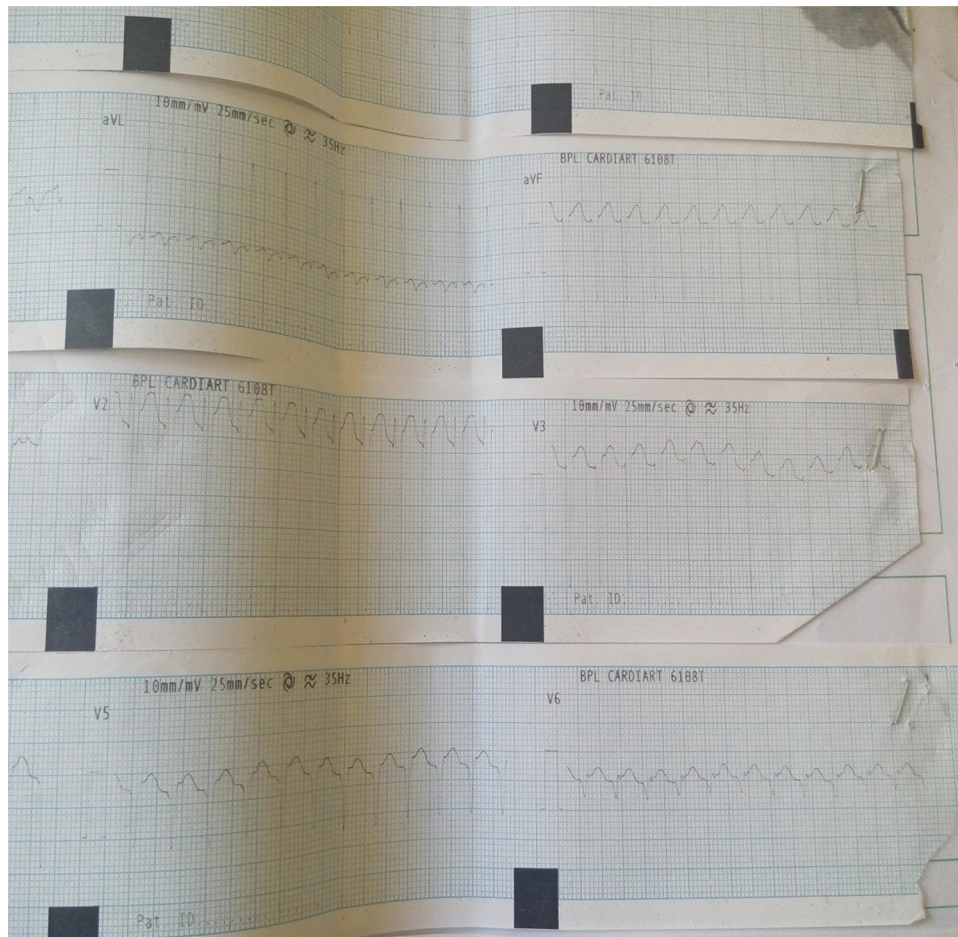 Pat ID
10mm/mV 25mm/sec @ ≈ 35Hz
aVL
BPL CARDIART 6108T
aVF
Pat ID
BPL CARDIART 6108T
V2
10mm/mV 25mm/sec @ ≈ 35Hz
V3
Pat ID
10mm/mV 25mm/sec @ ≈ 35Hz
V5
BPL CARDIART 6108T
V6
Pat ID